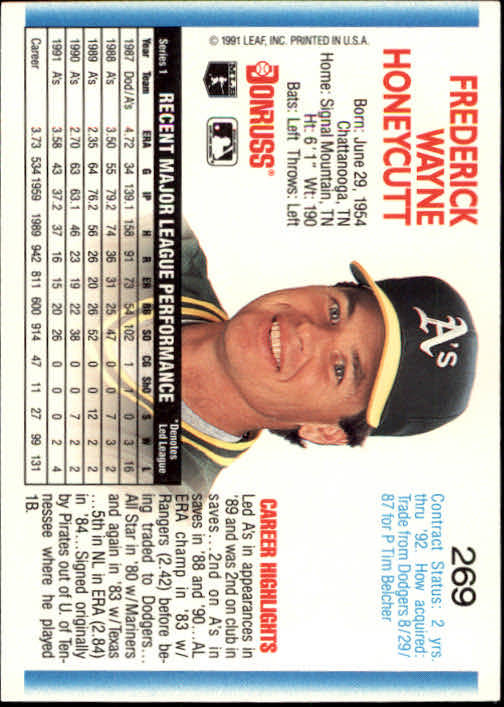 269
FREDERICK
WAYNE
HONEYCUTT
Born: June 29, 1954
Chattanooga, TN
Home: Signal Mountain, TN
Ht: 6'1" Wt: 190
Bats: Left Throws: Left
DONRUSS®
MLB
© 1991 LEAF, INC. PRINTED IN U.S.A.
Contract Status: 2 yrs.
thru '92. How acquired:
Trade from Dodgers 8/29/
87 for P Tim Belcher
A's
CAREER HIGHLIGHTS
Led A's in appearances in
'89 and was 2nd on club in
saves...2nd on A's in
saves in '88 and '90...AL
ERA champ in '83 w/
Rangers (2.42) before be-
ing traded to Dodgers...
All Star in '80 w/Mariners
and again in '83 w/Texas
...5th in NL in ERA (2.84)
in '84...Signed originally
by Pirates out of U. of Ten-
nessee where he played
1B.
Series 1 RECENT MAJOR LEAGUE PERFORMANCE *Denotes
Led League
Year Team ERA G IP H R ER BB SO CG ShO S W L
1987 Dod/A's 4.72 34 139.1 158 91 73 54 102 1 1 0 3 16
1988 A's 3.50 55 79.2 74 36 31 25 47 0 0 7 3 2
1989 A's 2.35 64 76.2 56 26 20 26 52 0 0 12 2 2
1990 A's 2.70 63 63.1 46 23 19 22 38 0 0 7 2 2
1991 A's 3.58 43 37.2 37 16 15 20 26 0 0 0 2 4
Career 3.73 534 1959 1989 942 811 600 914 47 11 27 99 131